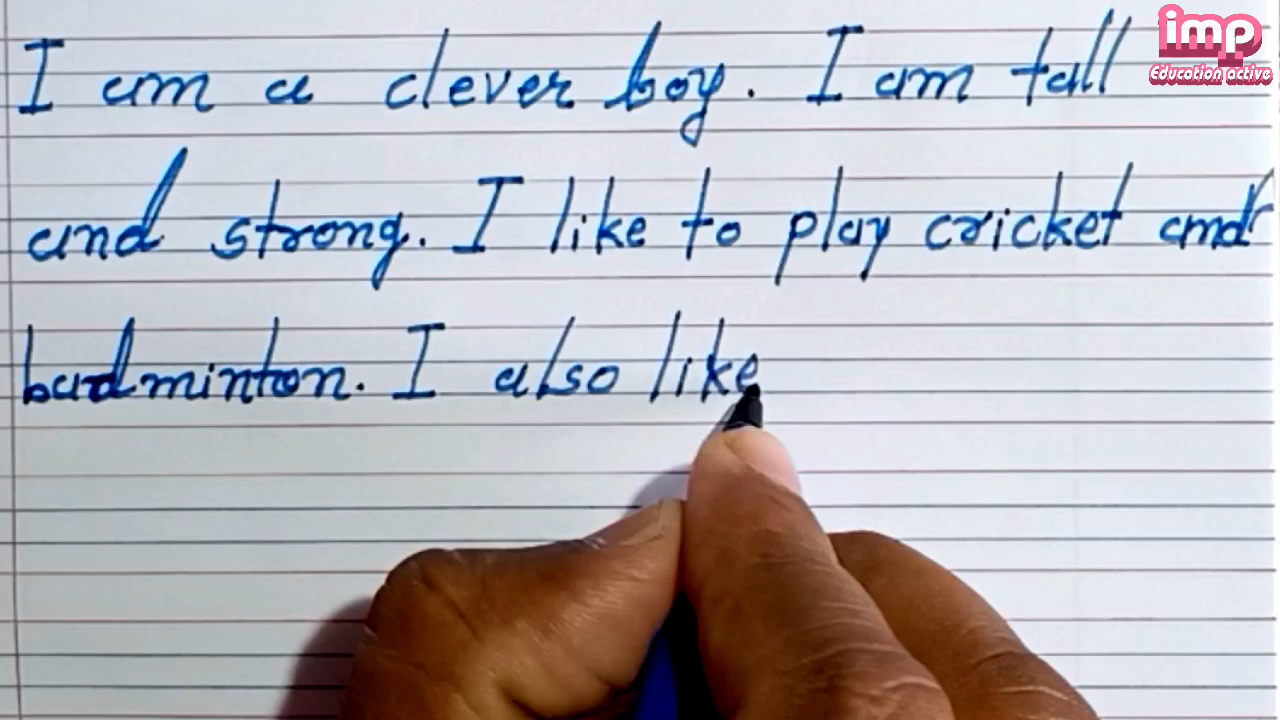 imp
Education active
I am a clever boy. I am tall
and strong. I like to play cricket and
badminton. I also like